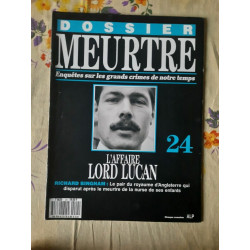 DOSSIER
MEURTRE
Enquêtes sur les grands crimes de notre temps
24
L'AFFAIRE
LORD LUCAN
RICHARD BINGHAM : Le pair du royaume d'Angleterre qui
disparut après le meurtre de la nurse de ses enfants